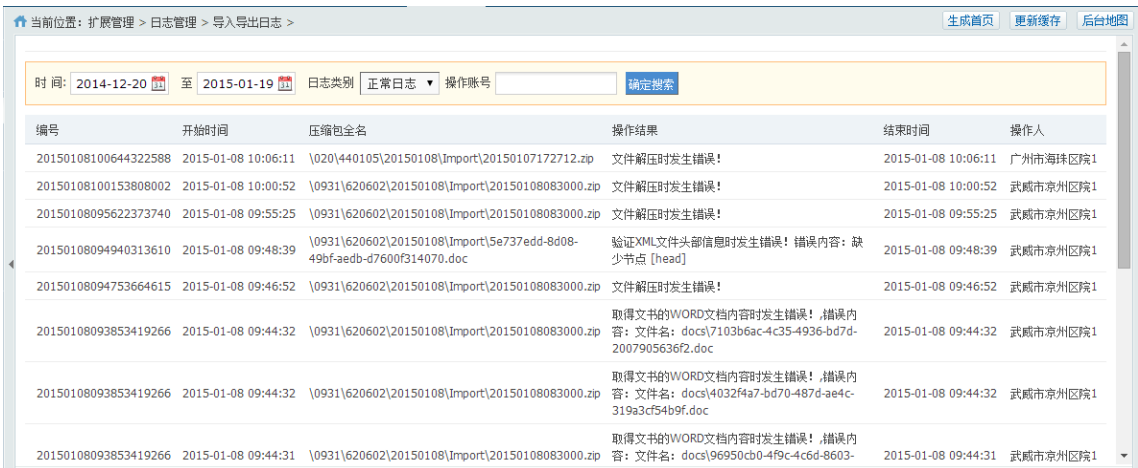 当前位置：扩展管理 > 日志管理 > 导入导出日志 >
生成首页 更新缓存 后台地图
时 间: 2014-12-20 至 2015-01-19 日志类别 正常日志 操作账号 确定搜索
编号 开始时间 压缩包全名 操作结果 结束时间 操作人
20150108100644322588 2015-01-08 10:06:11 \020\440105\20150108\Import\20150107172712.zip 文件解压时发生错误！ 2015-01-08 10:06:11 广州市海珠区院1
20150108100153808002 2015-01-08 10:00:52 \0931\620602\20150108\Import\20150108083000.zip 文件解压时发生错误！ 2015-01-08 10:00:52 武威市凉州区院1
20150108095622373740 2015-01-08 09:55:25 \0931\620602\20150108\Import\20150108083000.zip 文件解压时发生错误！ 2015-01-08 09:55:25 武威市凉州区院1
20150108094940313610 2015-01-08 09:48:39 \0931\620602\20150108\Import\5e737edd-8d08-
49bf-aedb-d7600f314070.doc 验证XML文件头部信息时发生错误！错误内容：缺
少节点 [head] 2015-01-08 09:48:39 武威市凉州区院1
20150108094753664615 2015-01-08 09:46:52 \0931\620602\20150108\Import\20150108083000.zip 文件解压时发生错误！ 2015-01-08 09:46:52 武威市凉州区院1
取得文书的WORD文档内容时发生错误！,错误内
20150108093853419266 2015-01-08 09:44:32 \0931\620602\20150108\Import\20150108083000.zip 容：文件名：docs\7103b6ac-4c35-4936-bd7d- 2015-01-08 09:44:32 武威市凉州区院1
2007905636f2.doc
取得文书的WORD文档内容时发生错误！,错误内
20150108093853419266 2015-01-08 09:44:32 \0931\620602\20150108\Import\20150108083000.zip 容：文件名：docs\4032f4a7-bd70-487d-ae4c- 2015-01-08 09:44:32 武威市凉州区院1
319a3cf54b9f.doc
取得文书的WORD文档内容时发生错误！,错误内
20150108093853419266 2015-01-08 09:44:31 \0931\620602\20150108\Import\20150108083000.zip 容：文件名：docs\96950cb0-4f9c-4c6d-8603- 2015-01-08 09:44:31 武威市凉州区院1